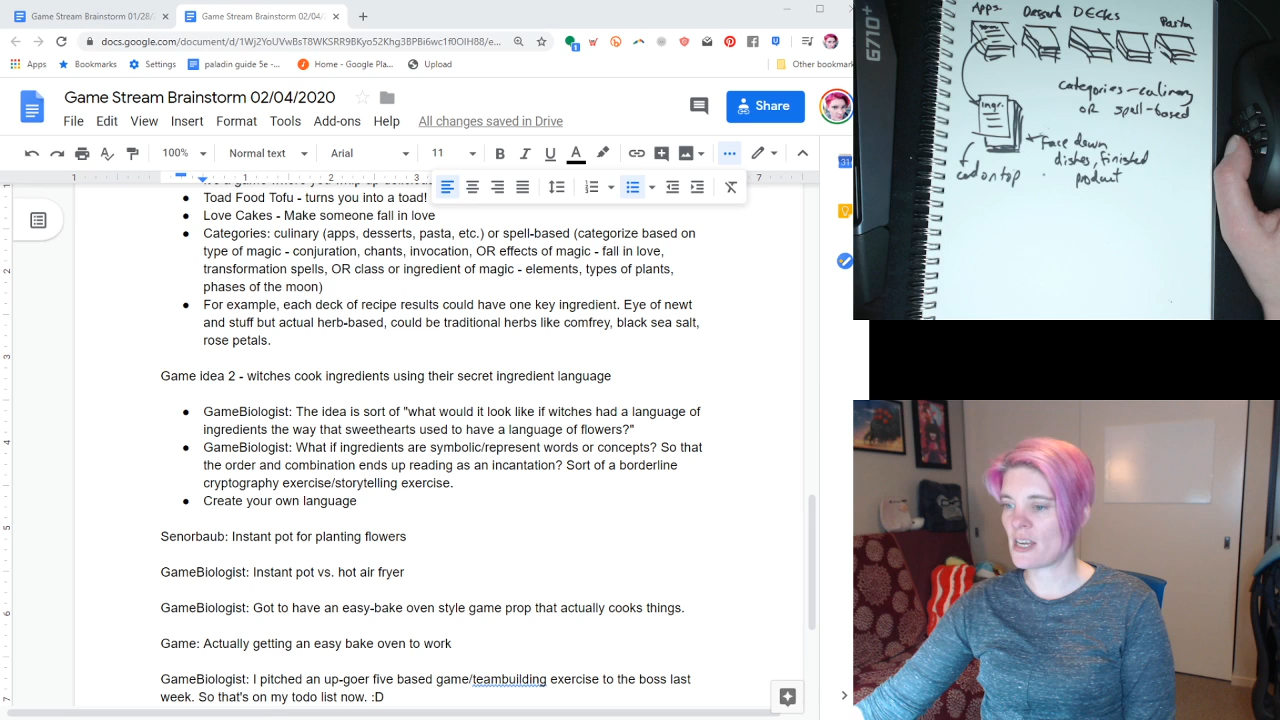 Game Stream Brainstorm 01/28/
Game Stream Brainstorm 02/04/
docs.google.com/document/d/1Wj2YoUVwBsT8WKSRR9BKyo52Khg3BPBi6wc1f0OIH88/e...
Apps
Bookmarks
Settings
paladin guide 5e -...
Home - Google Pla...
Upload
Other bookmark
Game Stream Brainstorm 02/04/2020
Share
File Edit View Insert Format Tools Add-ons Help All changes saved in Drive
100% Normal text Arial 11
Toad Food Tofu - turns you into a toad!
Love Cakes - Make someone fall in love
Categories: culinary (apps, desserts, pasta, etc.) or spell-based (categorize based on
type of magic - conjuration, chants, invocation, OR effects of magic - fall in love,
transformation spells, OR class or ingredient of magic - elements, types of plants,
phases of the moon)
For example, each deck of recipe results could have one key ingredient. Eye of newt
and stuff but actual herb-based, could be traditional herbs like comfrey, black sea salt,
rose petals.
Game idea 2 - witches cook ingredients using their secret ingredient language
GameBiologist: The idea is sort of "what would it look like if witches had a language of
ingredients the way that sweethearts used to have a language of flowers?"
GameBiologist: What if ingredients are symbolic/represent words or concepts? So that
the order and combination ends up reading as an incantation? Sort of a borderline
cryptography exercise/storytelling exercise.
Create your own language
Senorbaub: Instant pot for planting flowers
GameBiologist: Instant pot vs. hot air fryer
GameBiologist: Got to have an easy-bake oven style game prop that actually cooks things.
Game: Actually getting an easy bake oven to work
GameBiologist: I pitched an up-goer five based game/teambuilding exercise to the boss last
week. So that's on my todo list now. :D
G710+
Apps. Desserts DECKS Pasta
categories - culinary
OR spell-based
Ingr.
Face down
dishes, finished
product
card on top